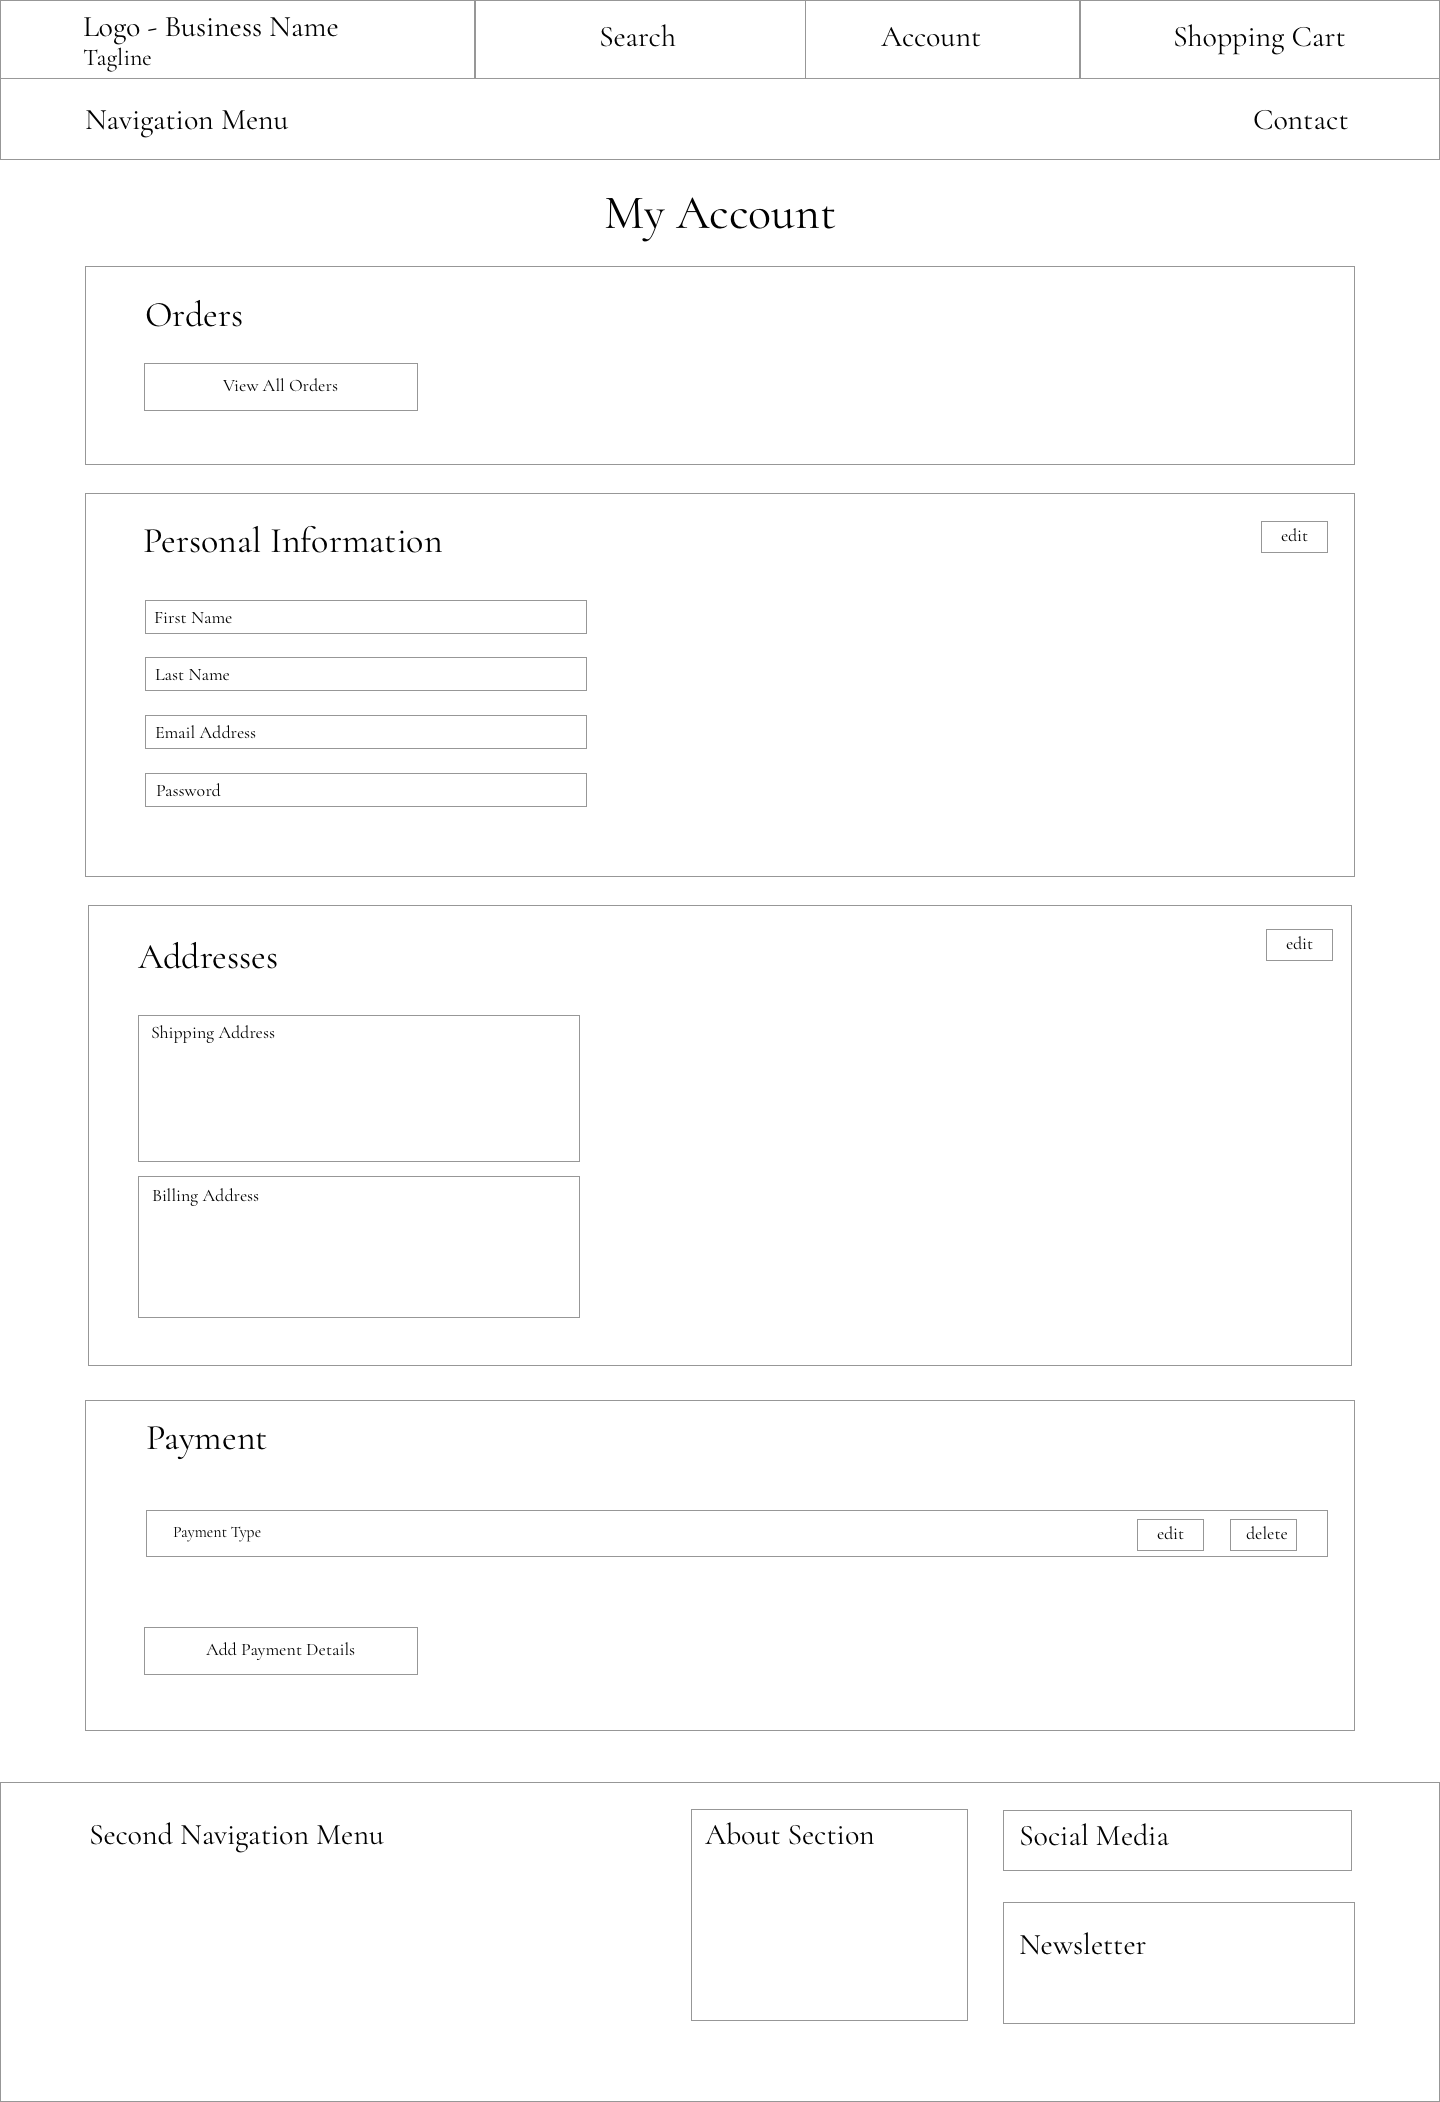 Logo - Business Name
Tagline
Search
Account
Shopping Cart
Navigation Menu
Contact
My Account
Orders
View All Orders
Personal Information
edit
First Name
Last Name
Email Address
Password
Addresses
edit
Shipping Address
Billing Address
Payment
Payment Type
edit
delete
Add Payment Details
Second Navigation Menu
About Section
Social Media
Newsletter